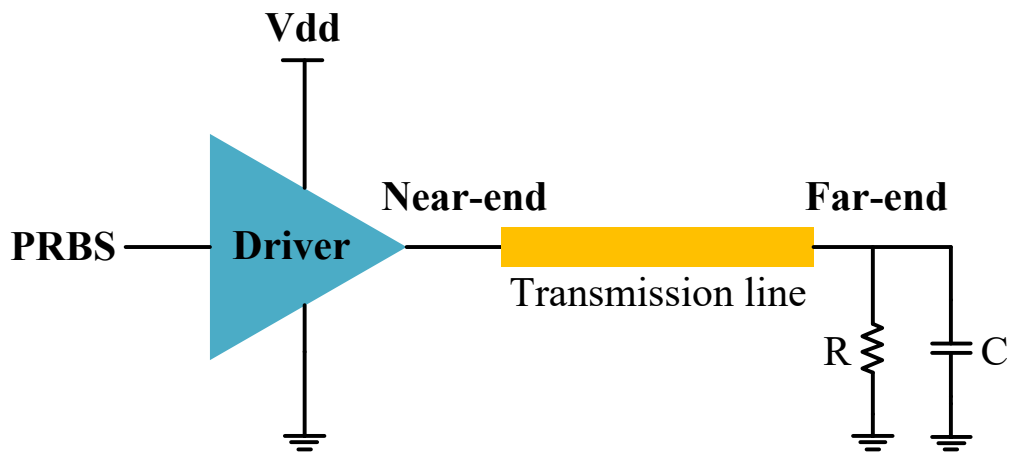 Vdd
Near-end
Far-end
PRBS
Driver
Transmission line
R
C